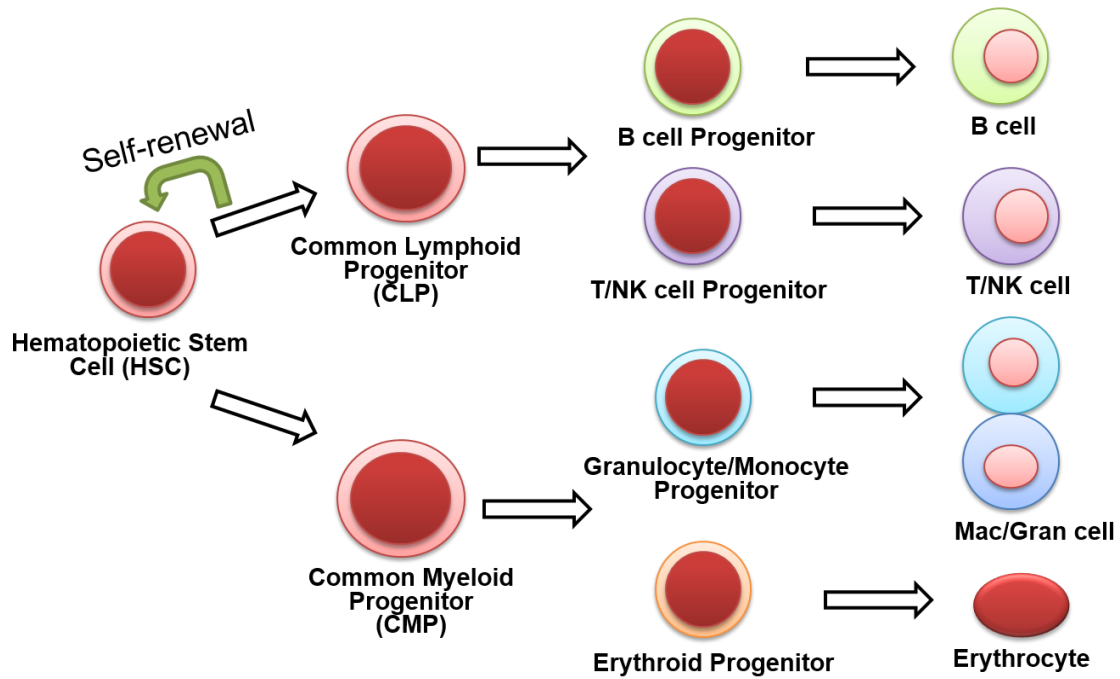 Self-renewal
Hematopoietic Stem
Cell (HSC)
Common Lymphoid
Progenitor
(CLP)
B cell Progenitor
B cell
T/NK cell Progenitor
T/NK cell
Common Myeloid
Progenitor
(CMP)
Granulocyte/Monocyte
Progenitor
Mac/Gran cell
Erythroid Progenitor
Erythrocyte